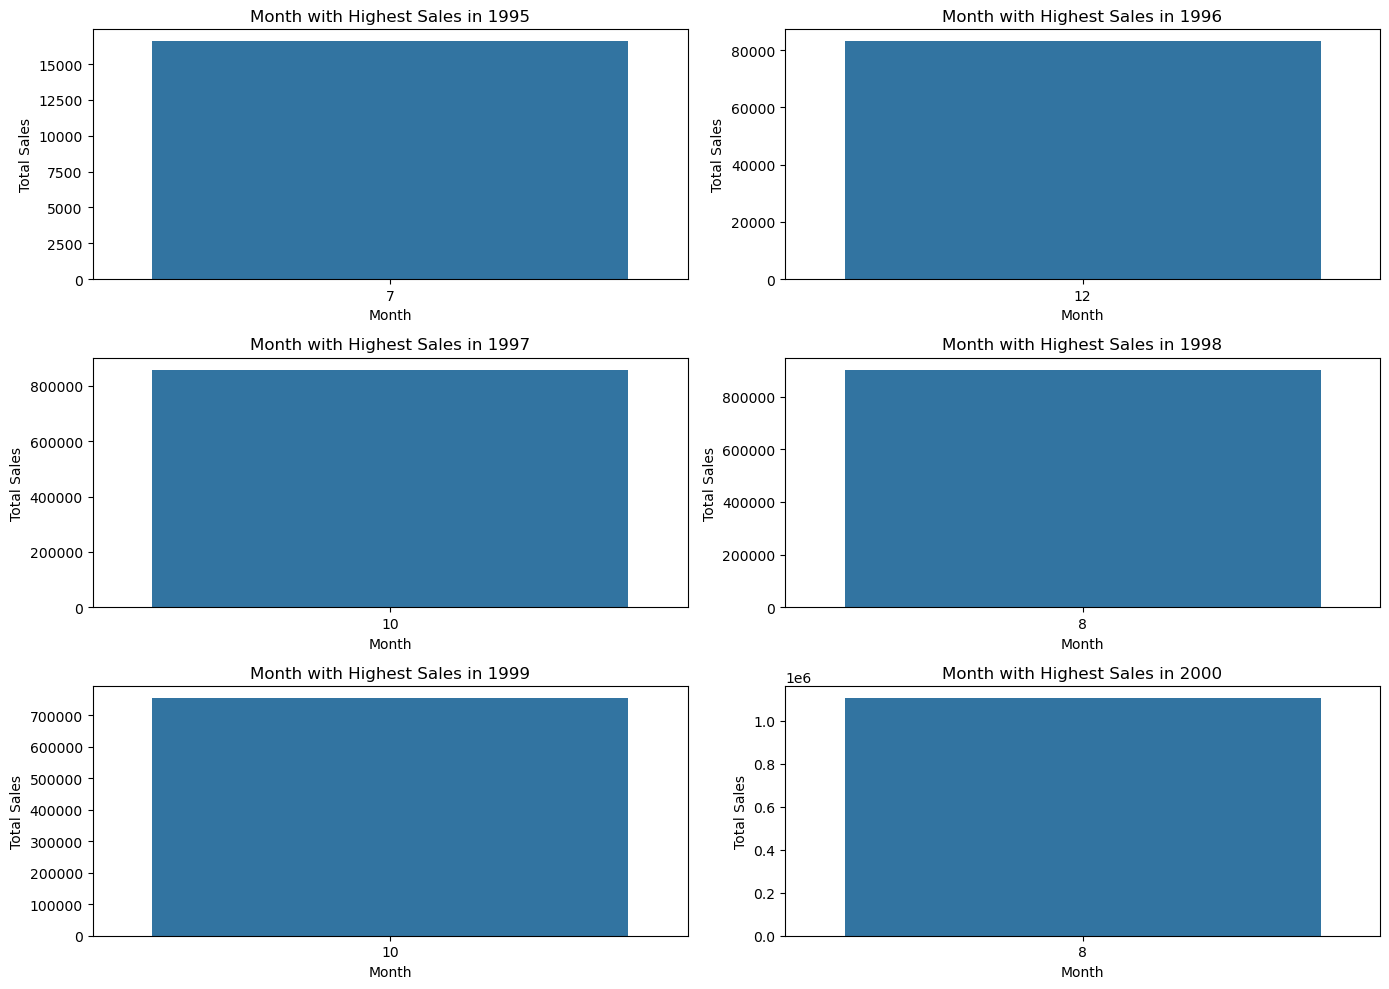 Month with Highest Sales in 1995
15000
12500
10000
7500
5000
2500
0
Total Sales
7
Month
Month with Highest Sales in 1996
80000
60000
40000
20000
0
Total Sales
12
Month
Month with Highest Sales in 1997
800000
600000
400000
200000
0
Total Sales
10
Month
Month with Highest Sales in 1998
800000
600000
400000
200000
0
Total Sales
8
Month
Month with Highest Sales in 1999
700000
600000
500000
400000
300000
200000
100000
0
Total Sales
10
Month
Month with Highest Sales in 2000
1e6
1.0
0.8
0.6
0.4
0.2
0.0
Total Sales
8
Month